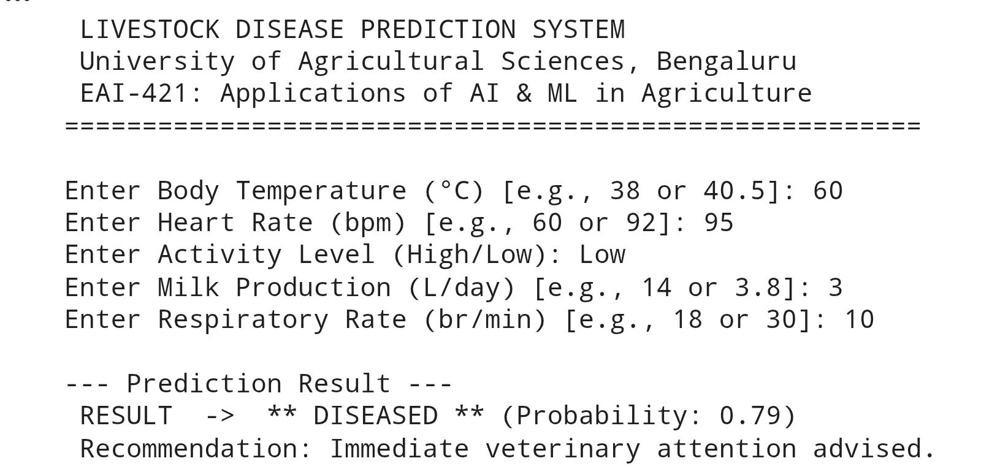 LIVESTOCK DISEASE PREDICTION SYSTEM
University of Agricultural Sciences, Bengaluru
EAI-421: Applications of AI & ML in Agriculture
=======================================================
Enter Body Temperature (°C) [e.g., 38 or 40.5]: 60
Enter Heart Rate (bpm) [e.g., 60 or 92]: 95
Enter Activity Level (High/Low): Low
Enter Milk Production (L/day) [e.g., 14 or 3.8]: 3
Enter Respiratory Rate (br/min) [e.g., 18 or 30]: 10
--- Prediction Result ---
RESULT  ->  ** DISEASED ** (Probability: 0.79)
Recommendation: Immediate veterinary attention advised.